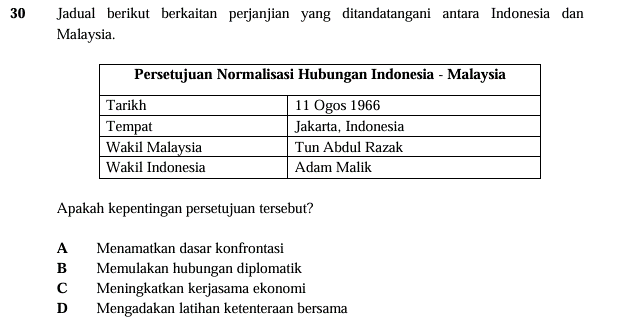 30 Jadual berikut berkaitan perjanjian yang ditandatangani antara Indonesia dan
Malaysia.
Persetujuan Normalisasi Hubungan Indonesia - Malaysia
Tarikh 11 Ogos 1966
Tempat Jakarta, Indonesia
Wakil Malaysia Tun Abdul Razak
Wakil Indonesia Adam Malik
Apakah kepentingan persetujuan tersebut?
A Menamatkan dasar konfrontasi
B Memulakan hubungan diplomatik
C Meningkatkan kerjasama ekonomi
D Mengadakan latihan ketenteraan bersama